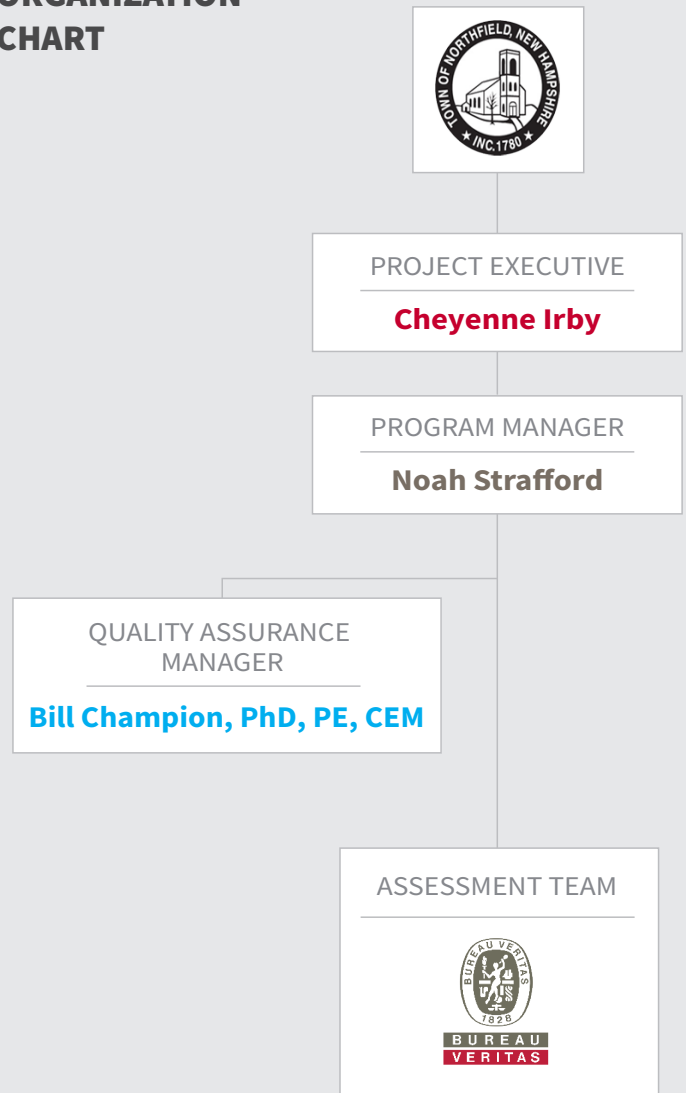 ORGANIZATION
CHART
TOWN OF NORTHFIELD, NEW HAMPSHIRE
★ INC.1780 ★
PROJECT EXECUTIVE
Cheyenne Irby
PROGRAM MANAGER
Noah Strafford
QUALITY ASSURANCE
MANAGER
Bill Champion, PhD, PE, CEM
ASSESSMENT TEAM
BUREAU VERITAS
1828
BUREAU
VERITAS